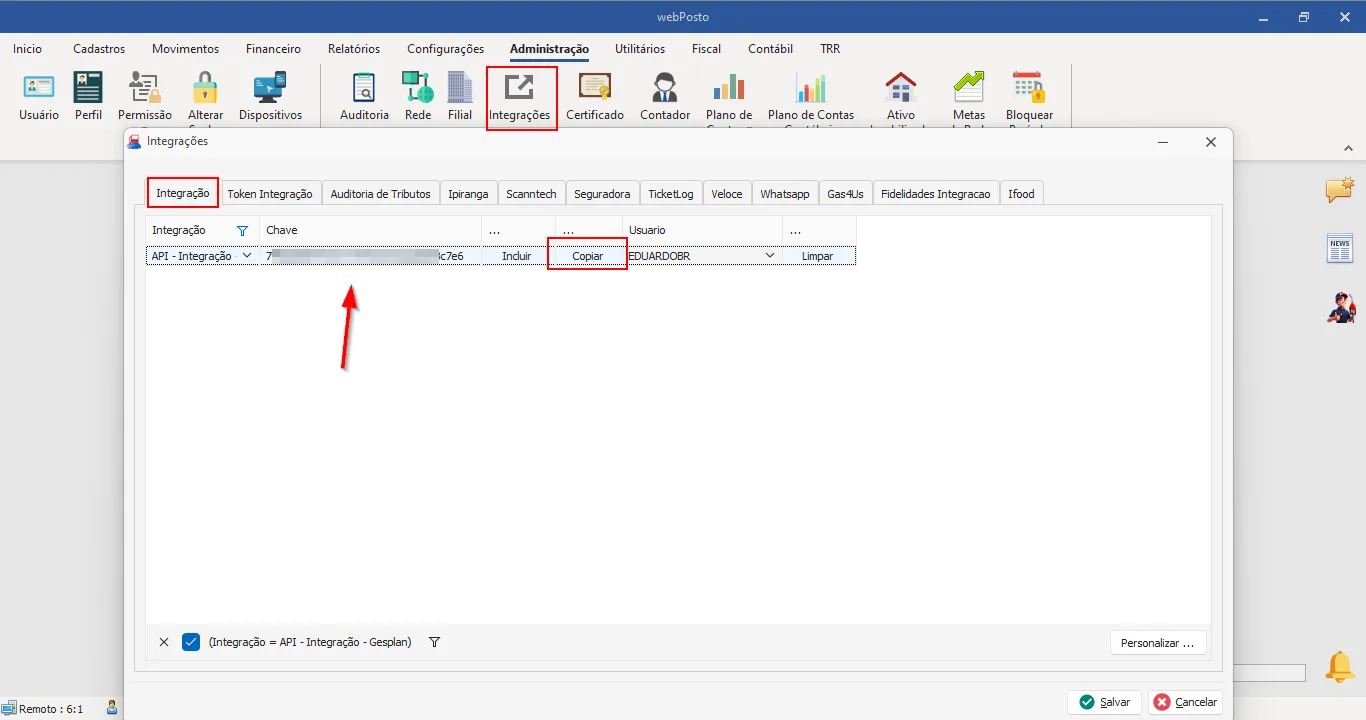 webPosto
Inicio Cadastros Movimentos Financeiro Relatórios Configurações Administração Utilitários Fiscal Contábil TRR
Usuário Perfil Permissão Alterar Dispositivos Auditoria Rede Filial Integrações Certificado Contador Plano de Plano de Contas Ativo Metas Bloquear
Integrações
Integração Token Integração Auditoria de Tributos Ipiranga Scanntech Seguradora TicketLog Veloce Whatsapp Gas4Us Fidelidades Integracao Ifood
Integração Chave ... ... Usuario ...
API - Integração 7 c7e6 Incluir Copiar EDUARDOBR Limpar
NEWS
(Integração = API - Integração - Gesplan) Personalizar ...
Salvar Cancelar
Remoto : 6:1